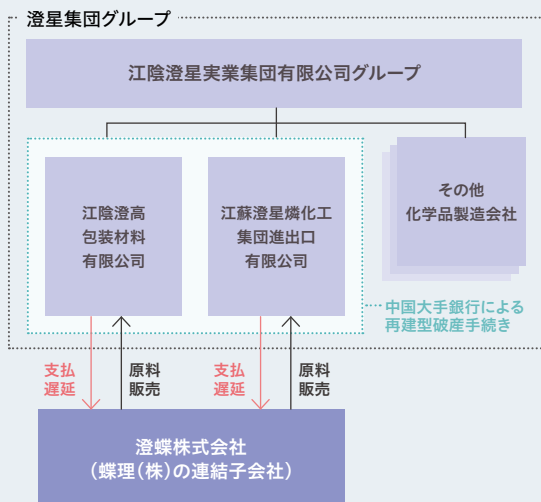 澄星集団グループ
江陰澄星実業集団有限公司グループ
江陰澄高
包装材料
有限公司
江蘇澄星燐化工
集団進出口
有限公司
その他
化学品製造会社
中国大手銀行による
再建型破産手続き
支払
遅延
原料
販売
支払
遅延
原料
販売
澄蝶株式会社
（蝶理（株）の連結子会社）